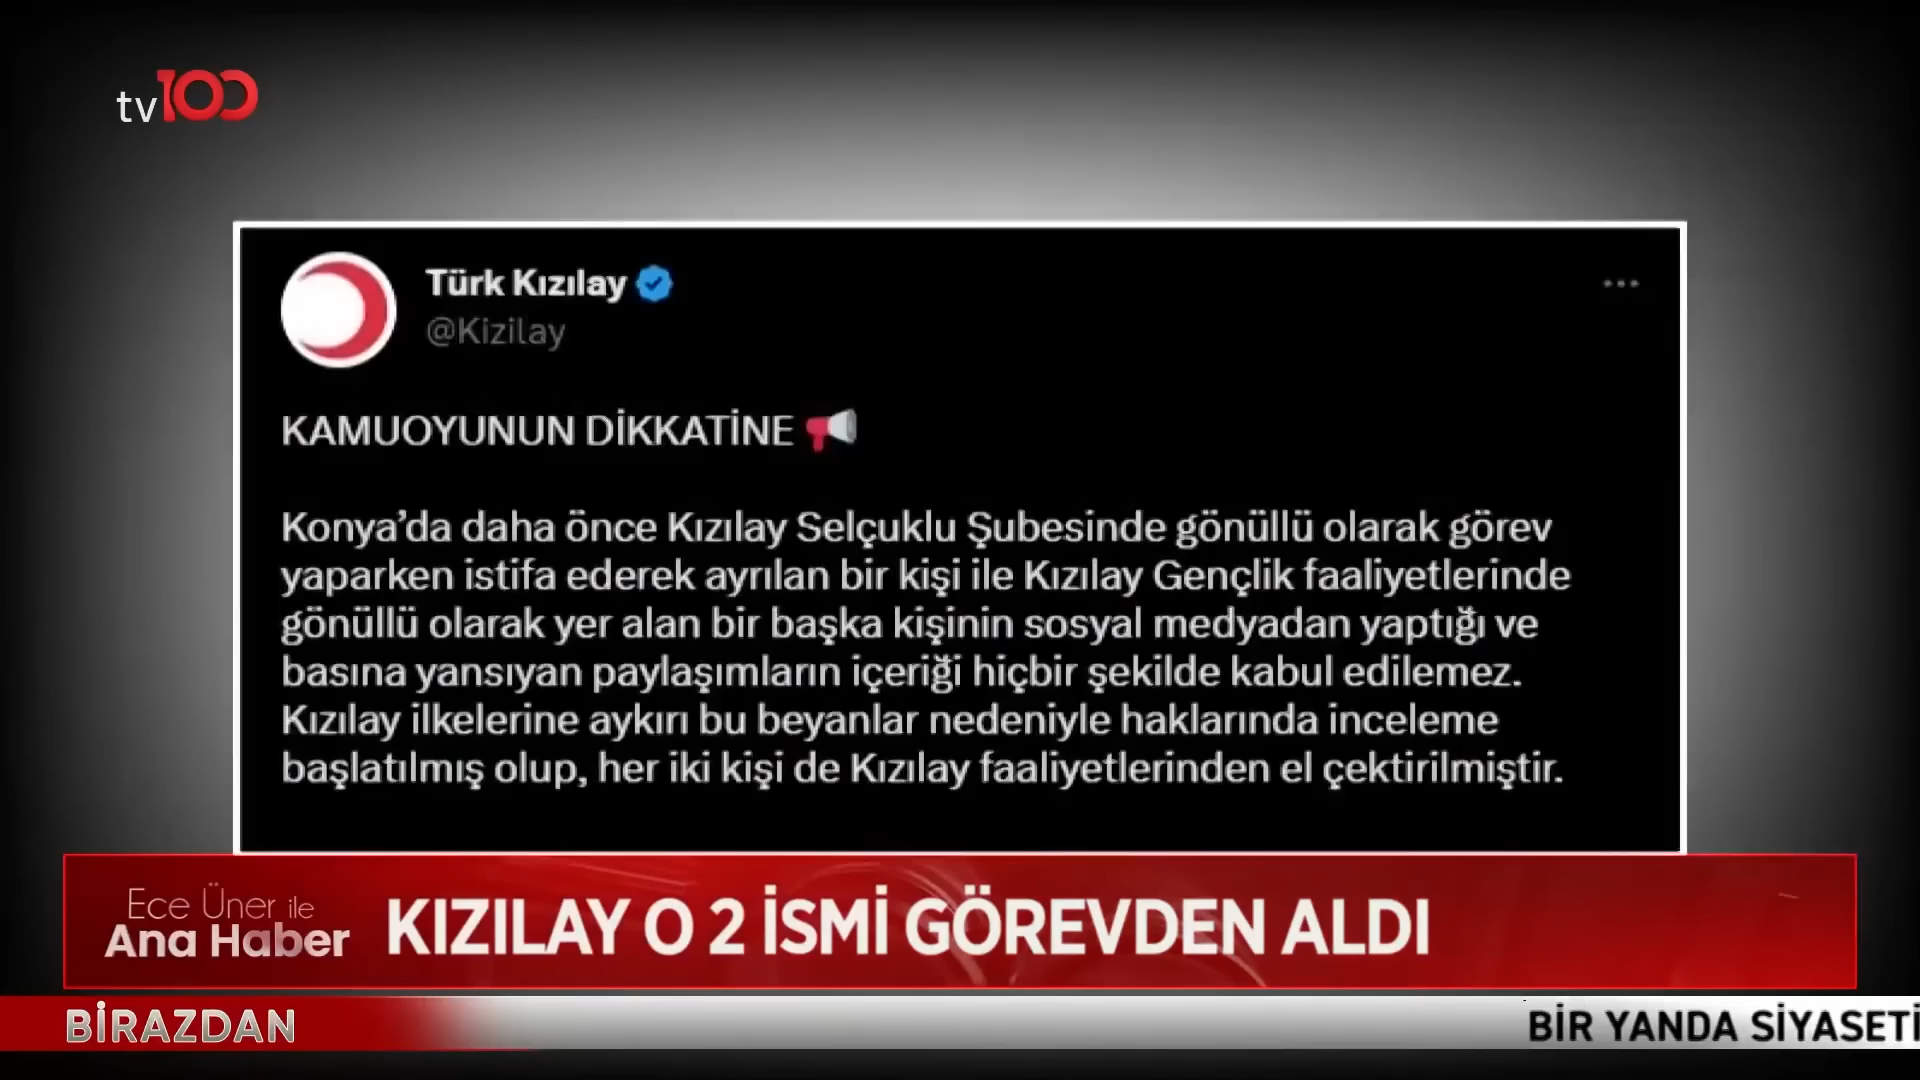 tv100
Türk Kızılay
@Kizilay
KAMUOYUNUN DİKKATİNE
Konya’da daha önce Kızılay Selçuklu Şubesinde gönüllü olarak görev
yaparken istifa ederek ayrılan bir kişi ile Kızılay Gençlik faaliyetlerinde
gönüllü olarak yer alan bir başka kişinin sosyal medyadan yaptığı ve
basına yansıyan paylaşımların içeriği hiçbir şekilde kabul edilemez.
Kızılay ilkelerine aykırı bu beyanlar nedeniyle haklarında inceleme
başlatılmış olup, her iki kişi de Kızılay faaliyetlerinden el çektirilmiştir.
Ece Üner ile
Ana Haber
KIZILAY O 2 İSMİ GÖREVDEN ALDI
BİRAZDAN
BİR YANDA SİYASETİ